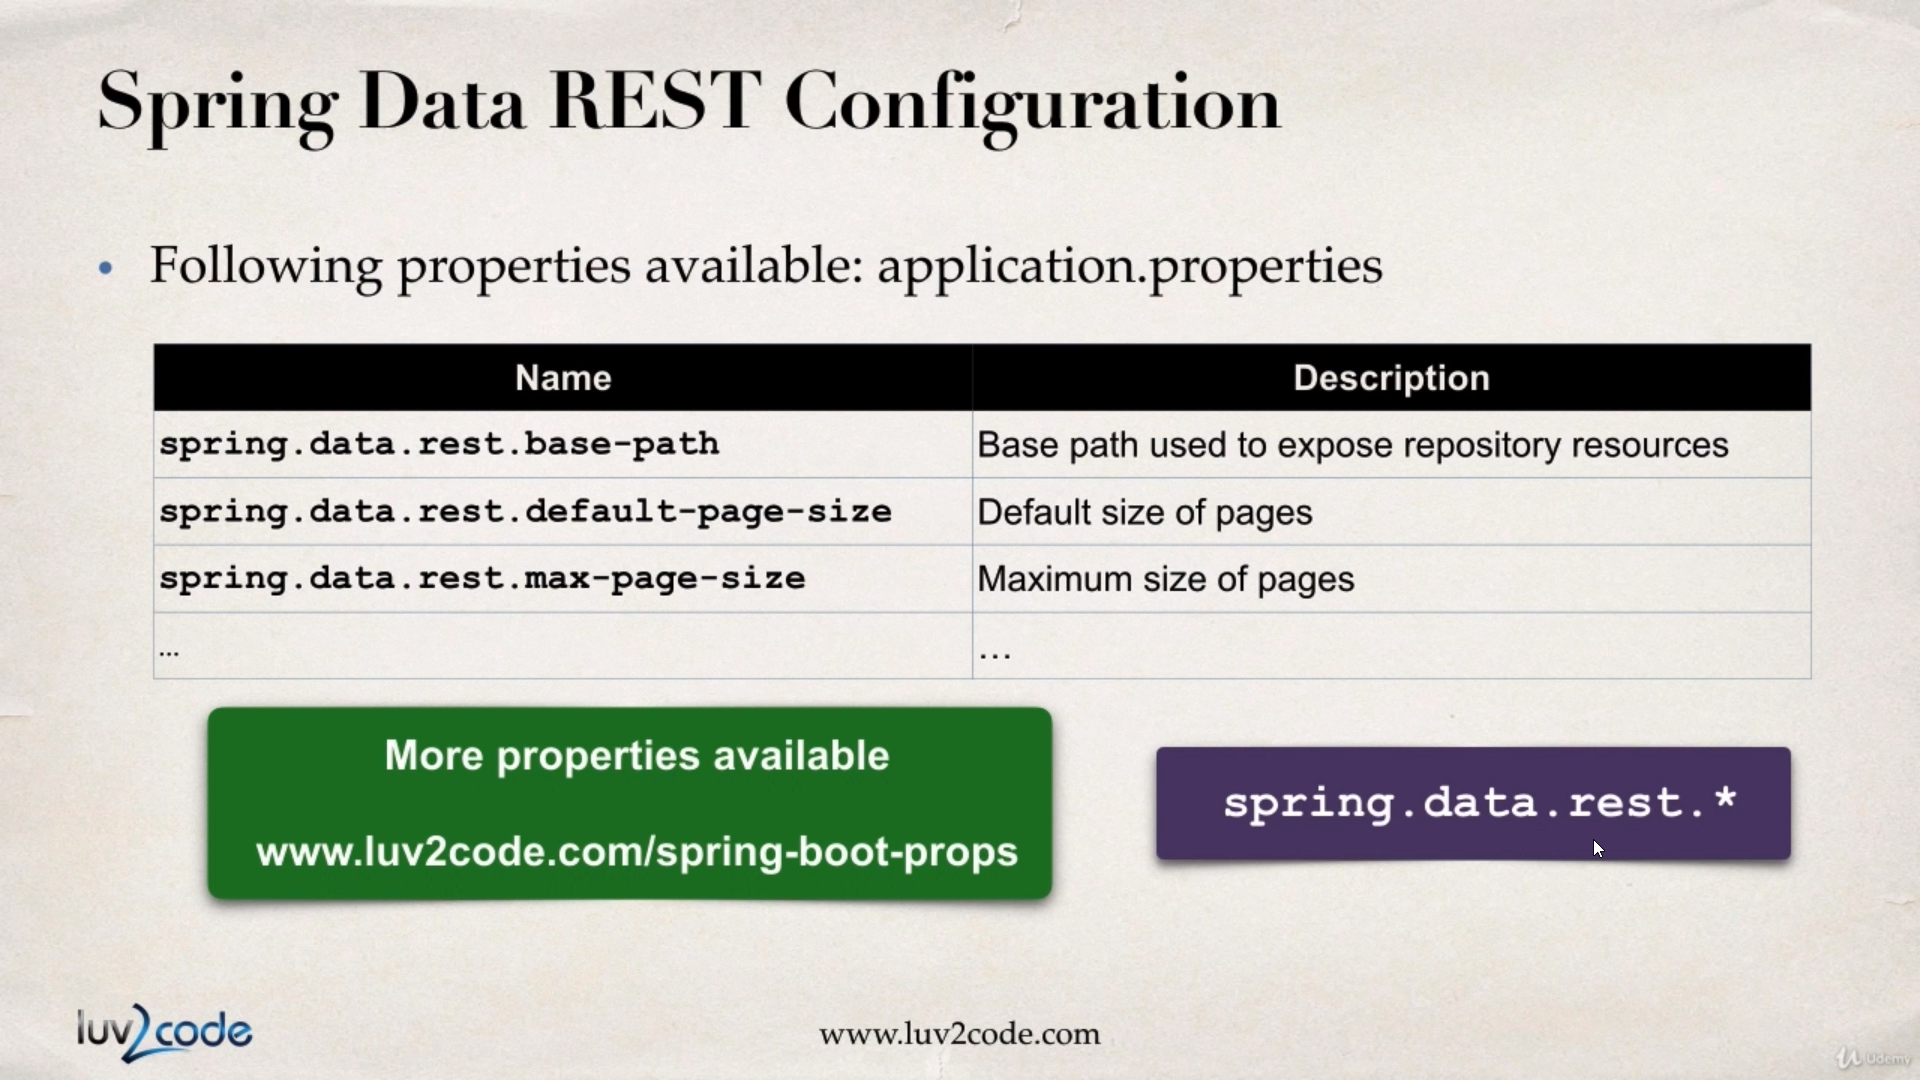 Spring Data REST Configuration
• Following properties available: application.properties
Name Description
spring.data.rest.base-path Base path used to expose repository resources
spring.data.rest.default-page-size Default size of pages
spring.data.rest.max-page-size Maximum size of pages
... ...
More properties available
www.luv2code.com/spring-boot-props
spring.data.rest.*
luv2code
www.luv2code.com
Udemy